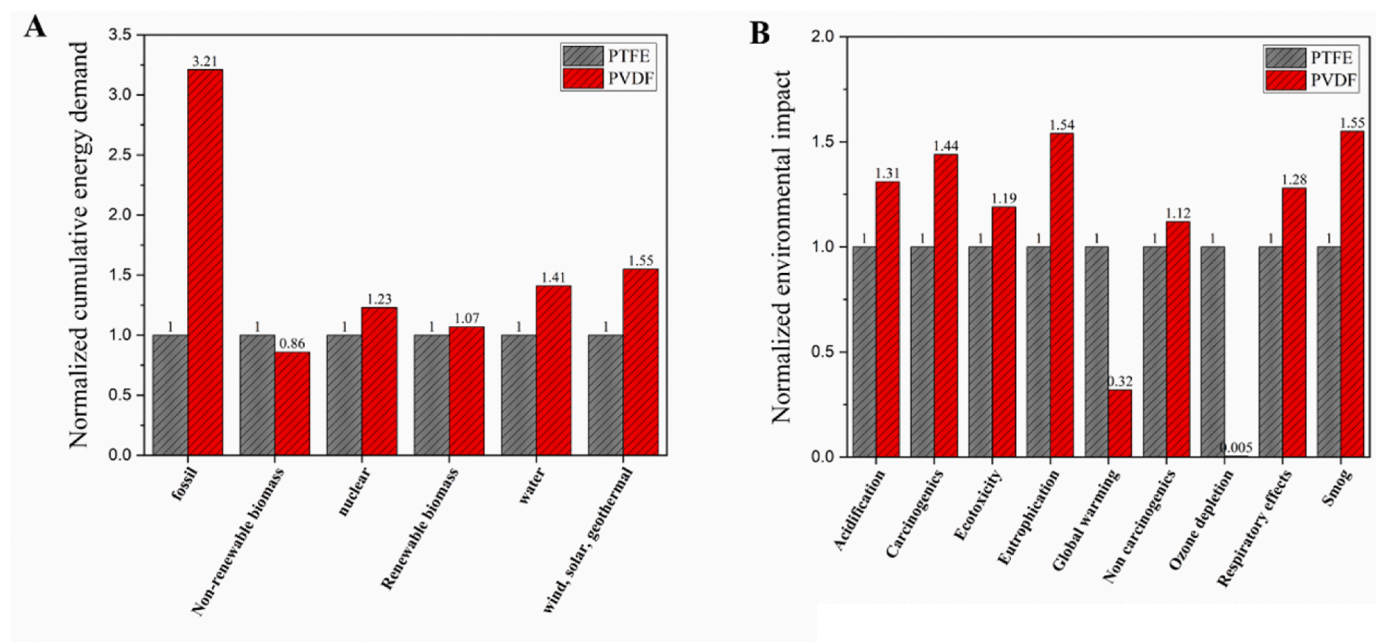 A
Normalized cumulative energy demand
3.5
3.0
2.5
2.0
1.5
1.0
0.5
0.0
PTFE
PVDF
1
3.21
1
0.86
1
1.23
1
1.07
1
1.41
1
1.55
fossil
Non-renewable biomass
nuclear
Renewable biomass
water
wind, solar, geothermal
B
Normalized environmental impact
2.0
1.5
1.0
0.5
0.0
PTFE
PVDF
1
1.31
1
1.44
1
1.19
1
1.54
1
0.32
1
1.12
1
0.005
1
1.28
1
1.55
Acidification
Carcinogenics
Ecotoxicity
Eutrophication
Global warming
Non carcinogenics
Ozone depletion
Respiratory effects
Smog